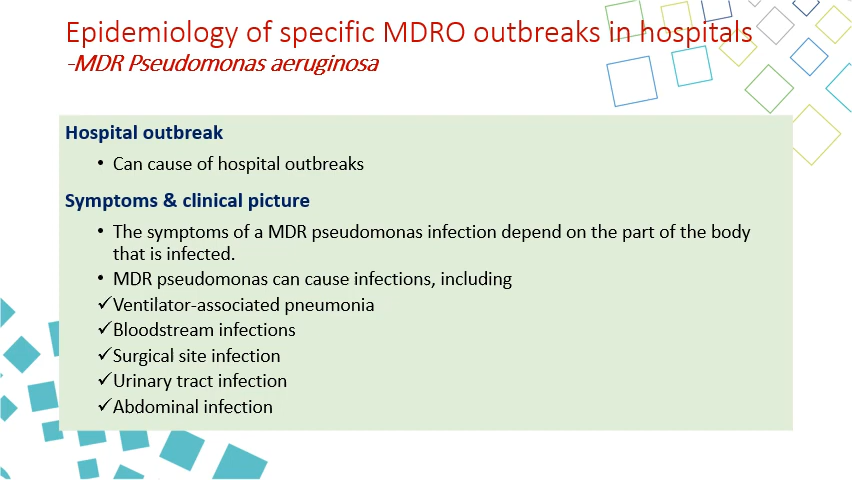 Epidemiology of specific MDRO outbreaks in hospitals
-MDR Pseudomonas aeruginosa
Hospital outbreak
• Can cause of hospital outbreaks
Symptoms & clinical picture
• The symptoms of a MDR pseudomonas infection depend on the part of the body
that is infected.
• MDR pseudomonas can cause infections, including
✓Ventilator-associated pneumonia
✓Bloodstream infections
✓Surgical site infection
✓Urinary tract infection
✓Abdominal infection